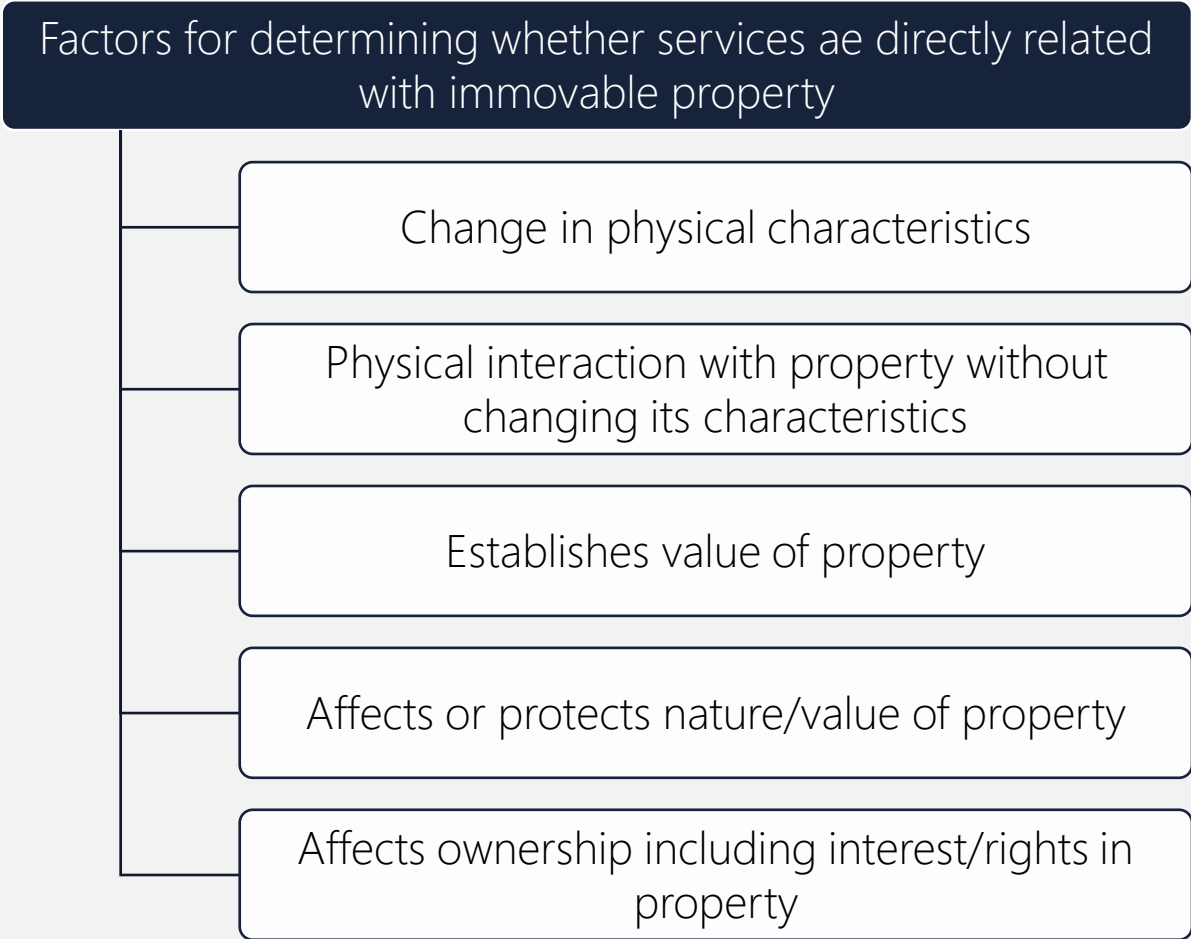 Factors for determining whether services ae directly related
with immovable property
Change in physical characteristics
Physical interaction with property without
changing its characteristics
Establishes value of property
Affects or protects nature/value of property
Affects ownership including interest/rights in
property